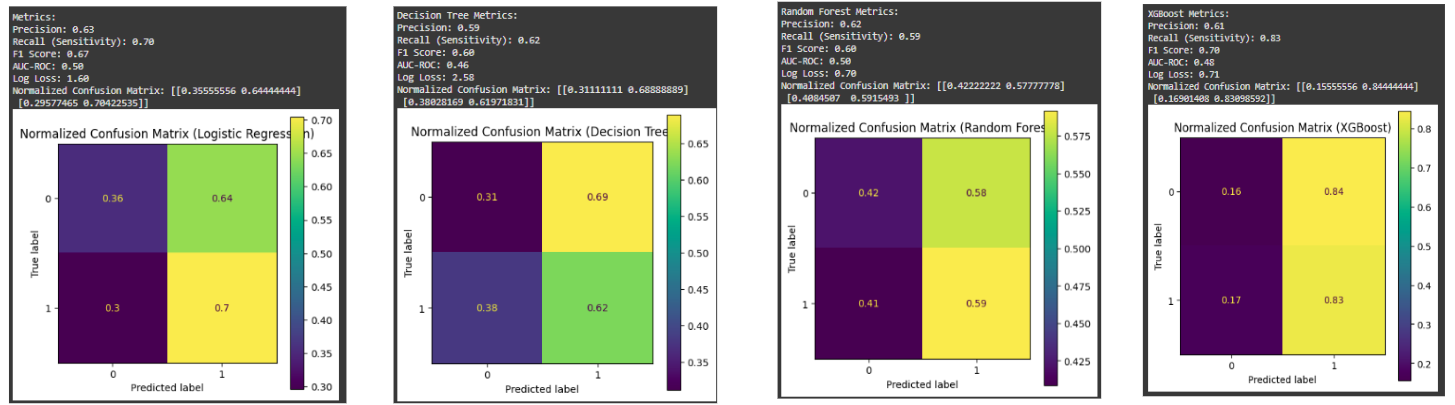 Metrics:
Precision: 0.63
Recall (Sensitivity): 0.70
F1 Score: 0.67
AUC-ROC: 0.50
Log Loss: 1.60
Normalized Confusion Matrix: [[0.35555556 0.64444444]
[0.29577465 0.70422535]]
Normalized Confusion Matrix (Logistic Regression)
0.70
0.65
0.60
0.55
0.50
0.45
0.40
0.35
0.30
True label
0
0.36
0.64
1
0.3
0.7
0
1
Predicted label
Decision Tree Metrics:
Precision: 0.59
Recall (Sensitivity): 0.62
F1 Score: 0.60
AUC-ROC: 0.46
Log Loss: 2.58
Normalized Confusion Matrix: [[0.31111111 0.68888889]
[0.38028169 0.61971831]]
Normalized Confusion Matrix (Decision Tree
0.65
0.60
0.55
0.50
0.45
0.40
0.35
True label
0
0.31
0.69
1
0.38
0.62
0
1
Predicted label
Random Forest Metrics:
Precision: 0.62
Recall (Sensitivity): 0.59
F1 Score: 0.60
AUC-ROC: 0.50
Log Loss: 0.70
Normalized Confusion Matrix: [[0.42222222 0.57777778]
[0.4084507 0.5915493 ]]
Normalized Confusion Matrix (Random Fores
0.575
0.550
0.525
0.500
0.475
0.450
0.425
True label
0
0.42
0.58
1
0.41
0.59
0
1
Predicted label
XGBoost Metrics:
Precision: 0.61
Recall (Sensitivity): 0.83
F1 Score: 0.70
AUC-ROC: 0.48
Log Loss: 0.71
Normalized Confusion Matrix: [[0.15555556 0.84444444]
[0.16901408 0.83098592]]
Normalized Confusion Matrix (XGBoost)
0.8
0.7
0.6
0.5
0.4
0.3
0.2
True label
0
0.16
0.84
1
0.17
0.83
0
1
Predicted label